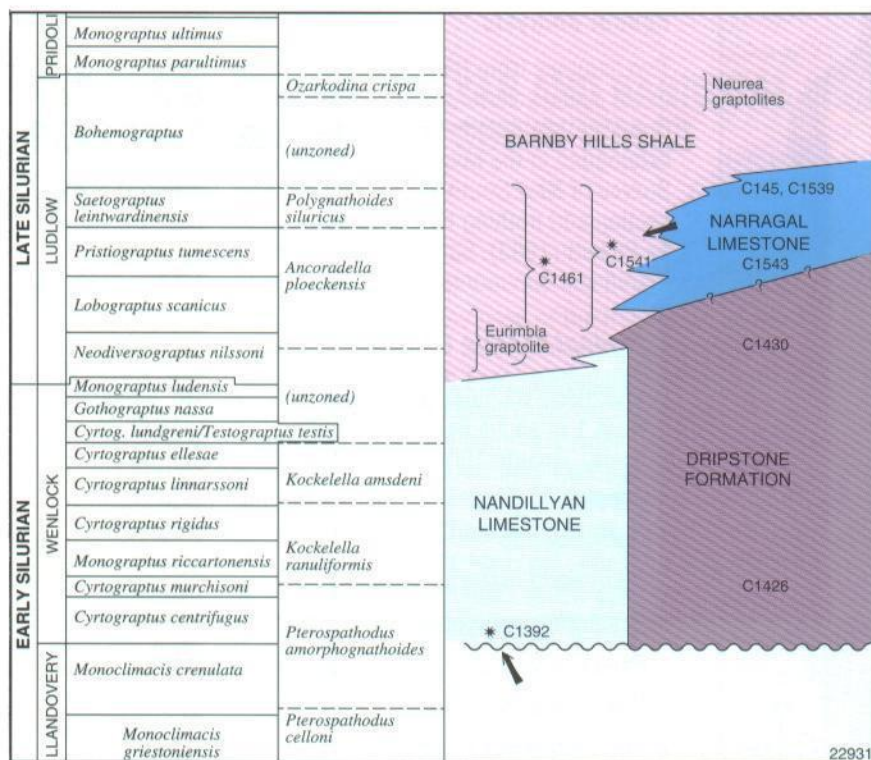 LATE SILURIAN
EARLY SILURIAN
PRIDOLI
LUDLOW
WENLOCK
LLANDOVERY
Monograptus ultimus
Monograptus parultimus
Bohemograptus
Saetograptus
leintwardinensis
Pristiograptus tumescens
Lobograptus scanicus
Neodiversograptus nilssoni
Monograptus ludensis
Gothograptus nassa
Cyrtog. lundgreni/Testograptus testis
Cyrtograptus ellesae
Cyrtograptus linnarssoni
Cyrtograptus rigidus
Monograptus riccartonensis
Cyrtograptus murchisoni
Cyrtograptus centrifugus
Monoclimacis crenulata
Monoclimacis
griestoniensis
Ozarkodina crispa
(unzoned)
Polygnathoides
siluricus
Ancoradella
ploeckensis
(unzoned)
Kockelella amsdeni
Kockelella
ranuliformis
Pterospathodus
amorphognathoides
Pterospathodus
celloni
Neurea
graptolites
BARNBY HILLS SHALE
C145, C1539
NARRAGAL
LIMESTONE
* C1541
C1543
* C1461
? ? ?
Eurimbla
graptolite
C1430
DRIPSTONE
FORMATION
NANDILLYAN
LIMESTONE
C1426
* C1392
22931